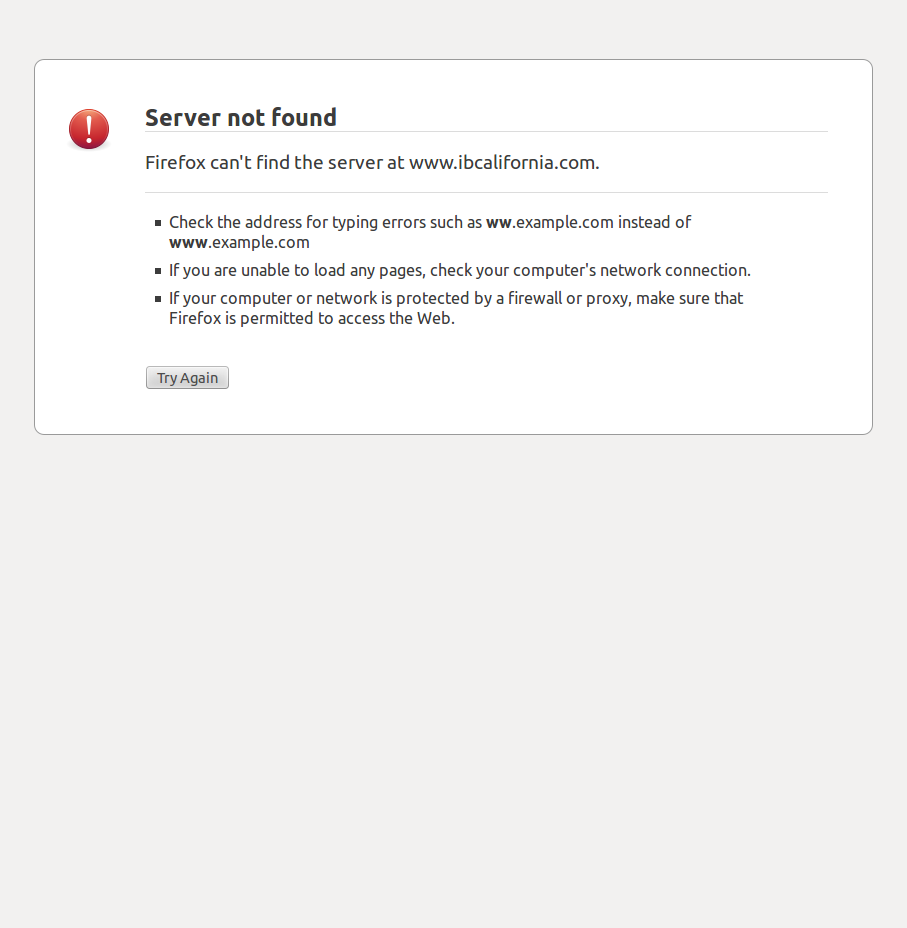 Server not found
Firefox can't find the server at www.ibcalifornia.com.
Check the address for typing errors such as ww.example.com instead of
www.example.com
If you are unable to load any pages, check your computer's network connection.
If your computer or network is protected by a firewall or proxy, make sure that
Firefox is permitted to access the Web.
Try Again